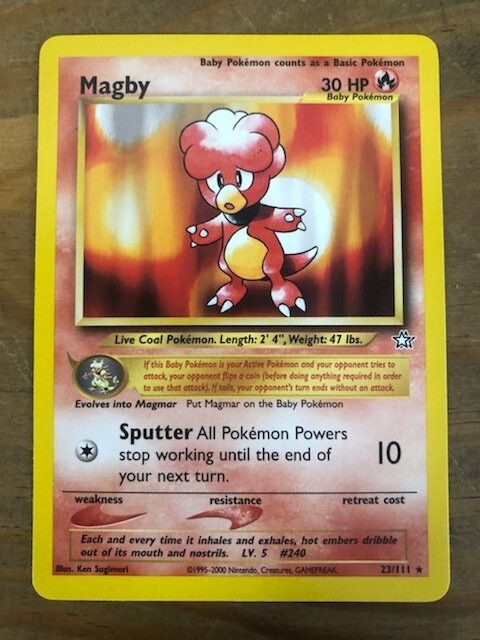 Baby Pokémon counts as a Basic Pokémon
Magby 30 HP
Baby Pokémon
Live Coal Pokémon. Length: 2' 4", Weight: 47 lbs.
If this Baby Pokémon is your Active Pokémon and your opponent tries to
attack, your opponent flips a coin (before doing anything required in order
to use that attack). If tails, your opponent's turn ends without an attack.
Evolves into Magmar Put Magmar on the Baby Pokémon
Sputter All Pokémon Powers
stop working until the end of
your next turn.
10
weakness resistance retreat cost
Each and every time it inhales and exhales, hot embers dribble
out of its mouth and nostrils. LV. 5 #240
Illus. Ken Sugimori ©1995-2000 Nintendo, Creatures, GAMEFREAK. 23/111 ★